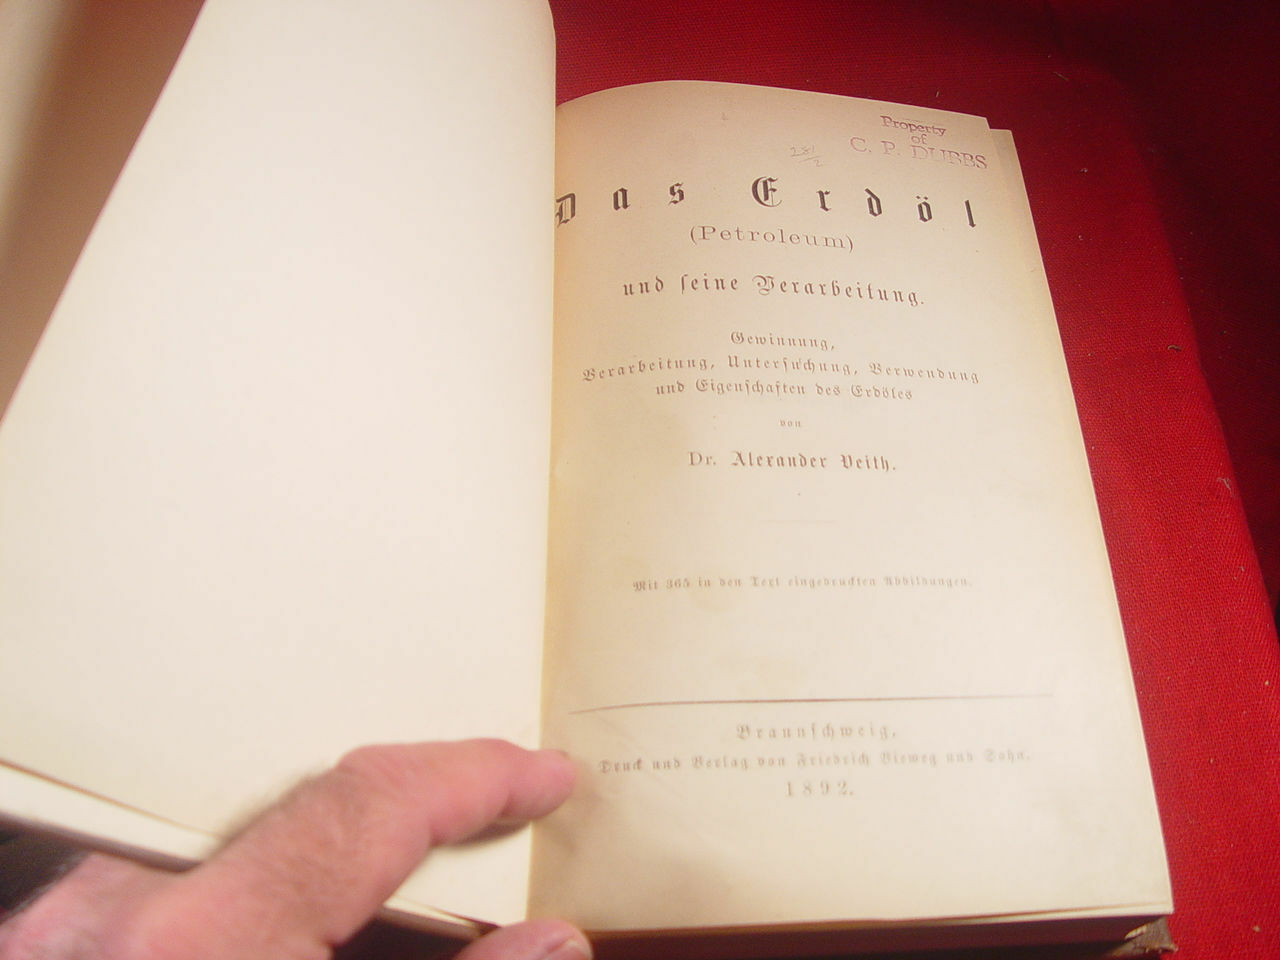 Property
of
C. P. DUBBS
281/2
Das Erdöl
(Petroleum)
und ſeine Verarbeitung.
Gewinnung,
Verarbeitung, Unterſuchung, Verwendung
und Eigenſchaften des Erdöles
von
Dr. Alexander Veith.
Mit 365 in den Text eingedruckten Abbildungen.
Braunſchweig,
Druck und Verlag von Friedrich Vieweg und Sohn.
1892.